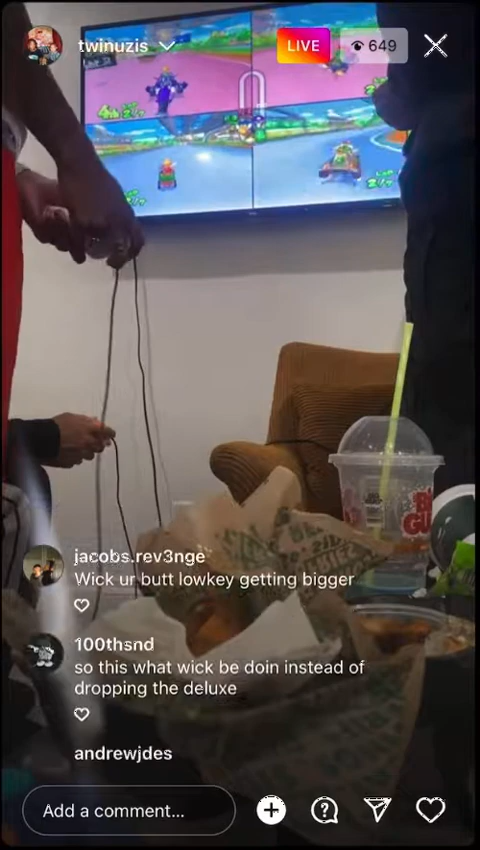 twinuzis
LIVE
649
4th
jacobs.rev3nge
Wick ur butt lowkey getting bigger
100thsnd
so this what wick be doin instead of
dropping the deluxe
andrewjdes
Add a comment...